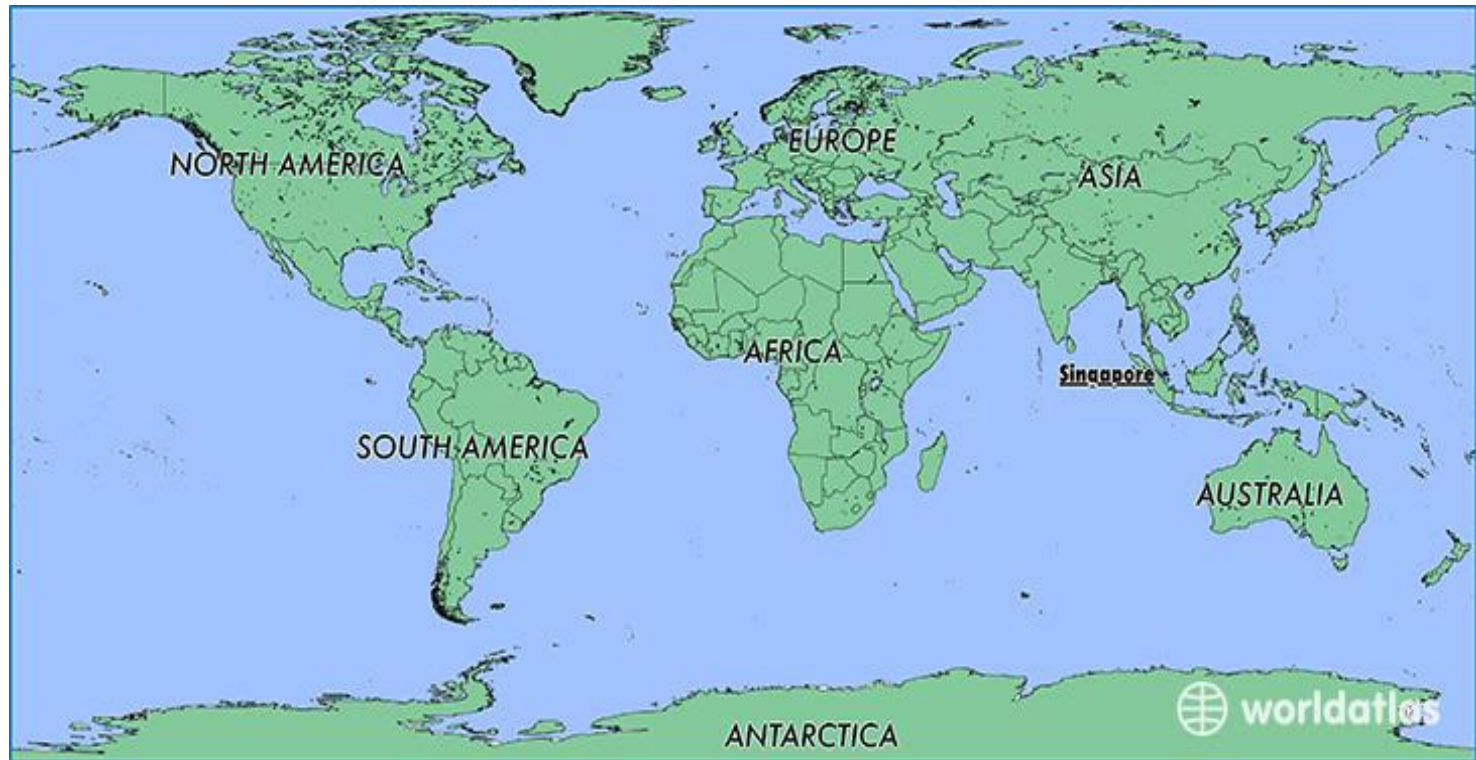 EUROPE
NORTH AMERICA
ASIA
AFRICA
Singapore
SOUTH AMERICA
AUSTRALIA
worldatlas
ANTARCTICA